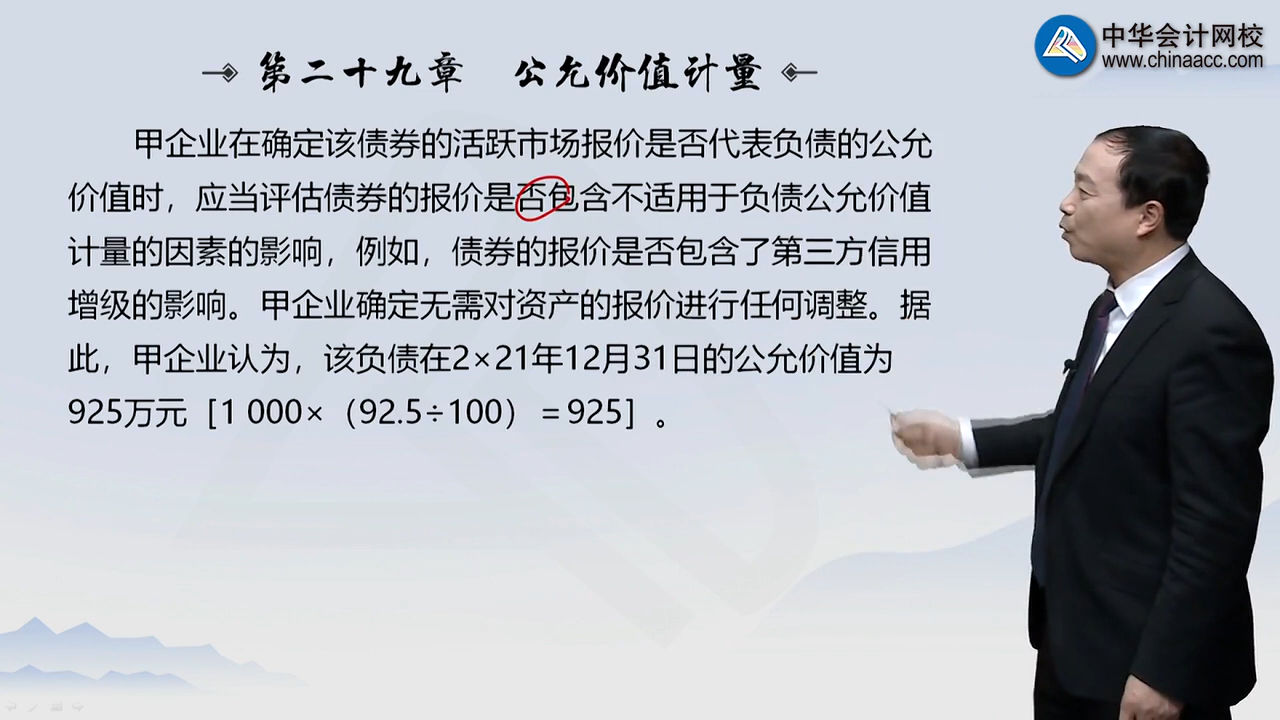 中华会计网校
www.chinaacc.com
第二十九章 公允价值计量
甲企业在确定该债券的活跃市场报价是否代表负债的公允
价值时，应当评估债券的报价是否包含不适用于负债公允价值
计量的因素的影响，例如，债券的报价是否包含了第三方信用
增级的影响。甲企业确定无需对资产的报价进行任何调整。据
此，甲企业认为，该负债在2×21年12月31日的公允价值为
925万元［1 000×（92.5÷100）＝925］。